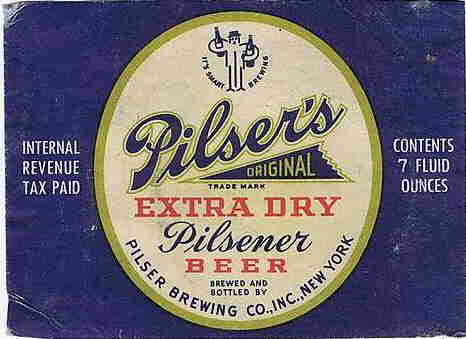 IT'S SMART BREWING
Pilser's
ORIGINAL
TRADE MARK
EXTRA DRY
Pilsener
BEER
BREWED AND
BOTTLED BY
PILSER BREWING CO., INC., NEW YORK
INTERNAL
REVENUE
TAX PAID
CONTENTS
7 FLUID
OUNCES